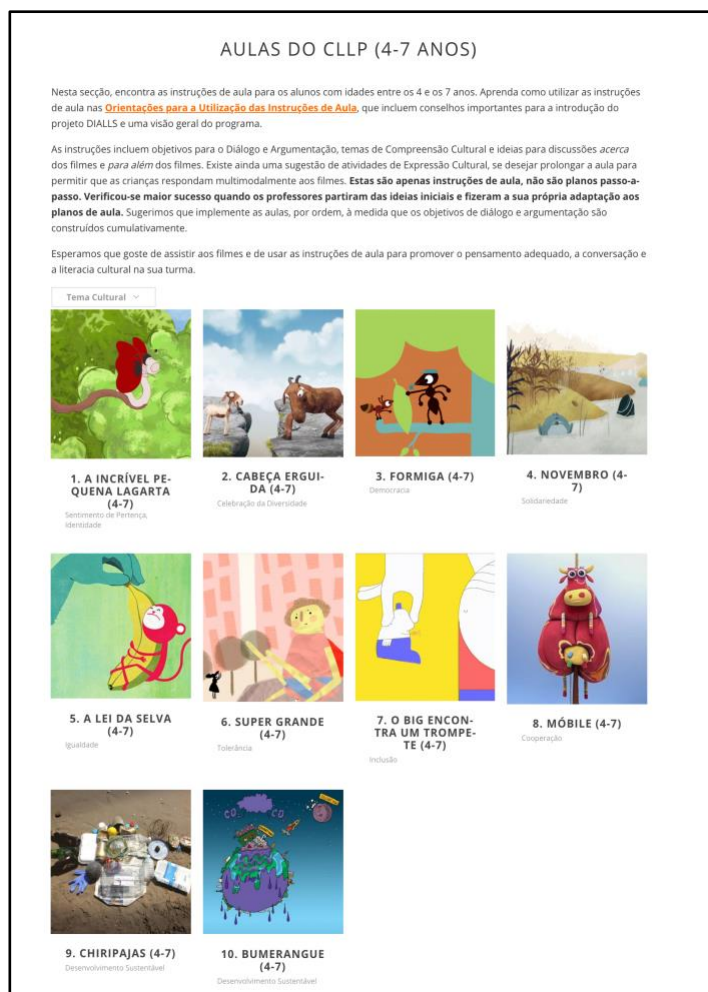 AULAS DO CLLP (4-7 ANOS)
Nesta secção, encontra as instruções de aula para os alunos com idades entre os 4 e os 7 anos. Aprenda como utilizar as instruções
de aula nas Orientações para a Utilização das Instruções de Aula, que incluem conselhos importantes para a introdução do
projeto DIALLS e uma visão geral do programa.
As instruções incluem objetivos para o Diálogo e Argumentação, temas de Compreensão Cultural e ideias para discussões acerca
dos filmes e para além dos filmes. Existe ainda uma sugestão de atividades de Expressão Cultural, se desejar prolongar a aula para
permitir que as crianças respondam multimodalmente aos filmes. Estas são apenas instruções de aula, não são planos passo-a-
passo. Verificou-se maior sucesso quando os professores partiram das ideias iniciais e fizeram a sua própria adaptação aos
planos de aula. Sugerimos que implemente as aulas, por ordem, à medida que os objetivos de diálogo e argumentação são
construídos cumulativamente.
Esperamos que goste de assistir aos filmes e de usar as instruções de aula para promover o pensamento adequado, a conversação e
a literacia cultural na sua turma.
Tema Cultural
1. A INCRÍVEL PE-
QUENA LAGARTA
(4-7)
Sentimento de Pertença,
Identidade
2. CABEÇA ERGUI-
DA (4-7)
Celebração da Diversidade
3. FORMIGA (4-7)
Democracia
4. NOVEMBRO (4-
7)
Solidariedade
5. A LEI DA SELVA
(4-7)
Igualdade
6. SUPER GRANDE
(4-7)
Tolerância
7. O BIG ENCON-
TRA UM TROMPE-
TE (4-7)
Inclusão
8. MÓBILE (4-7)
Cooperação
CO
CO
9. CHIRIPAJAS (4-7)
Desenvolvimento Sustentável
10. BUMERANGUE
(4-7)
Desenvolvimento Sustentável